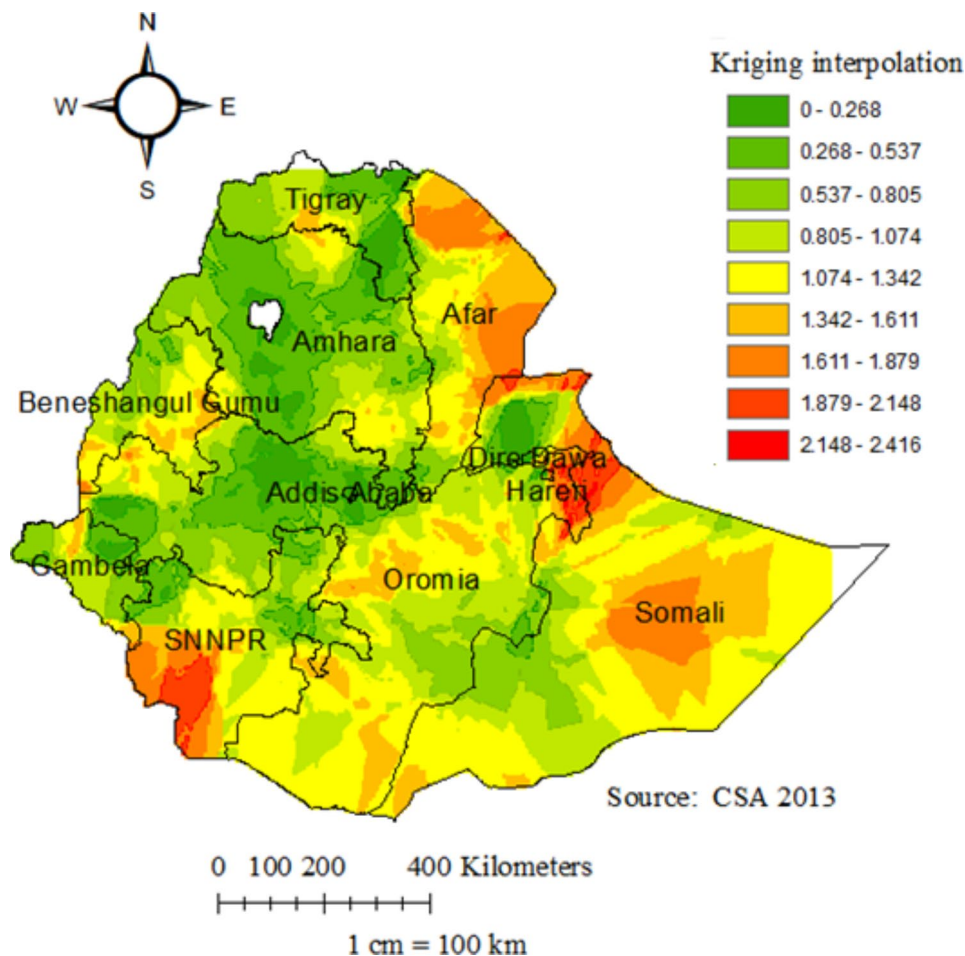 N
W E
S
Kriging interpolation
0 - 0.268
0.268 - 0.537
0.537 - 0.805
0.805 - 1.074
1.074 - 1.342
1.342 - 1.611
1.611 - 1.879
1.879 - 2.148
2.148 - 2.416
Tigray
Afar
Amhara
Beneshangul Gumu
Dire Dawa
Addis Ababa
Hareri
Gambela
Oromia
Somali
SNNPR
Source: CSA 2013
0 100 200 400 Kilometers
1 cm = 100 km